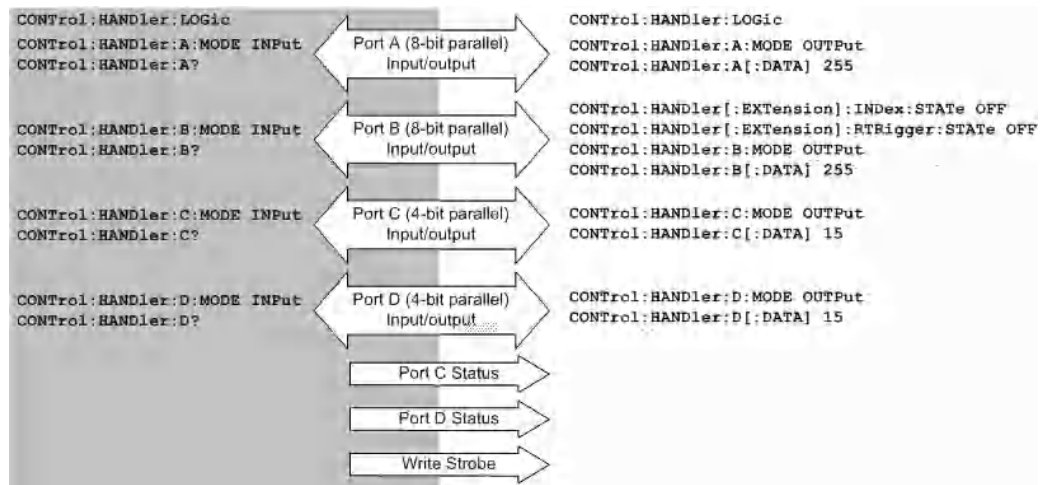 CONTrol:HANDler:LOGic
CONTrol:HANDler:A:MODE INPut
CONTrol:HANDler:A?
Port A (8-bit parallel)
Input/output
CONTrol:HANDler:LOGic
CONTrol:HANDler:A:MODE OUTPut
CONTrol:HANDler:A[:DATA] 255
CONTrol:HANDler:B:MODE INPut
CONTrol:HANDler:B?
Port B (8-bit parallel)
Input/output
CONTrol:HANDler[:EXTension]:INDex:STATe OFF
CONTrol:HANDler[:EXTension]:RTRigger:STATe OFF
CONTrol:HANDler:B:MODE OUTPut
CONTrol:HANDler:B[:DATA] 255
CONTrol:HANDler:C:MODE INPut
CONTrol:HANDler:C?
Port C (4-bit parallel)
Input/output
CONTrol:HANDler:C:MODE OUTPut
CONTrol:HANDler:C[:DATA] 15
CONTrol:HANDler:D:MODE INPut
CONTrol:HANDler:D?
Port D (4-bit parallel)
Input/output
CONTrol:HANDler:D:MODE OUTPut
CONTrol:HANDler:D[:DATA] 15
Port C Status
Port D Status
Write Strobe